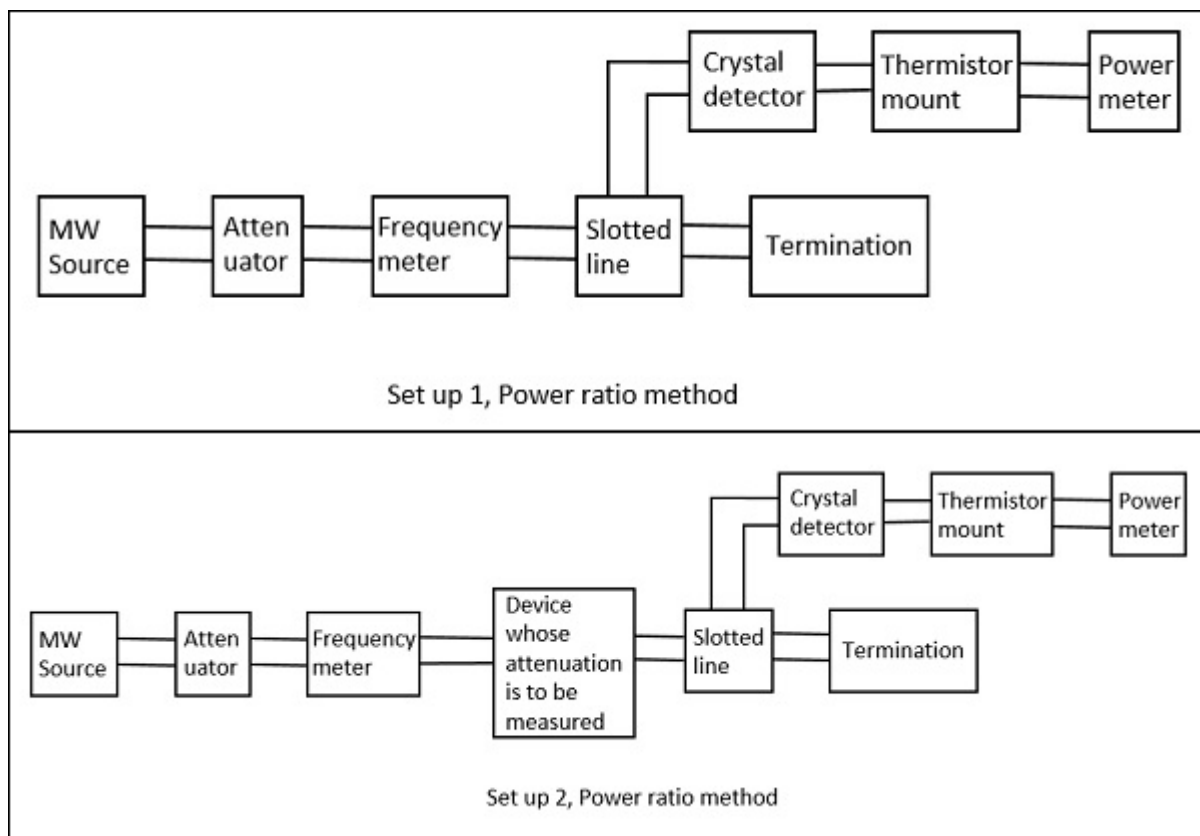 Crystal
detector
Thermistor
mount
Power
meter
MW
Source
Atten
uator
Frequency
meter
Slotted
line
Termination
Set up 1, Power ratio method
Crystal
detector
Thermistor
mount
Power
meter
MW
Source
Atten
uator
Frequency
meter
Device
whose
attenuation
is to be
measured
Slotted
line
Termination
Set up 2, Power ratio method